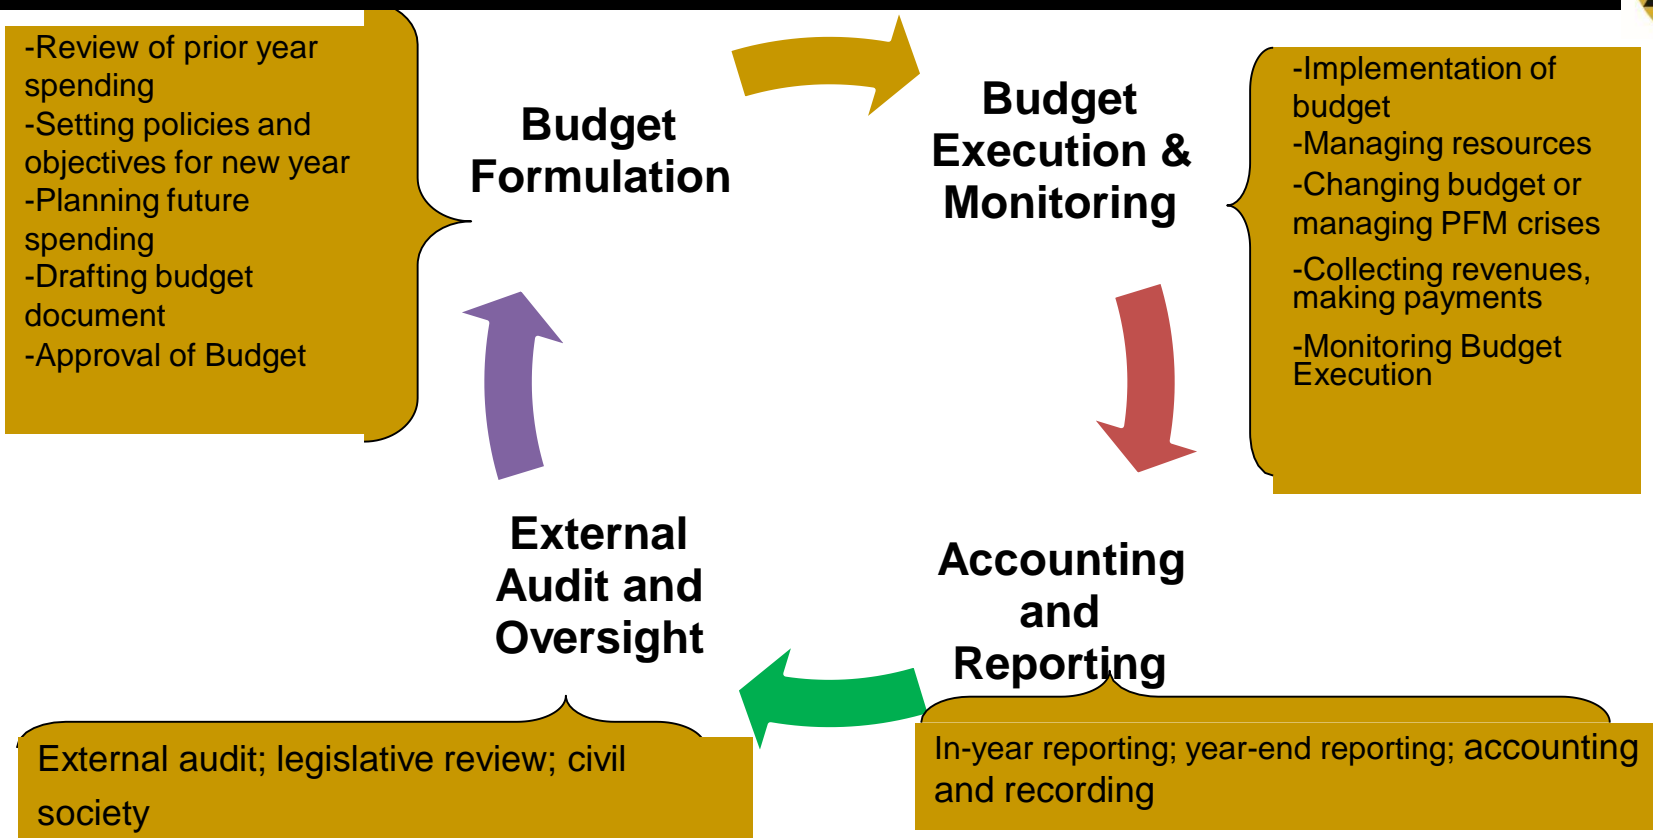 -Review of prior year
spending
-Setting policies and
objectives for new year
-Planning future
spending
-Drafting budget
document
-Approval of Budget
Budget
Formulation
Budget
Execution &
Monitoring
-Implementation of
budget
-Managing resources
-Changing budget or
managing PFM crises
-Collecting revenues,
making payments
-Monitoring Budget
Execution
External
Audit and
Oversight
Accounting
and
Reporting
External audit; legislative review; civil
society
In-year reporting; year-end reporting; accounting
and recording